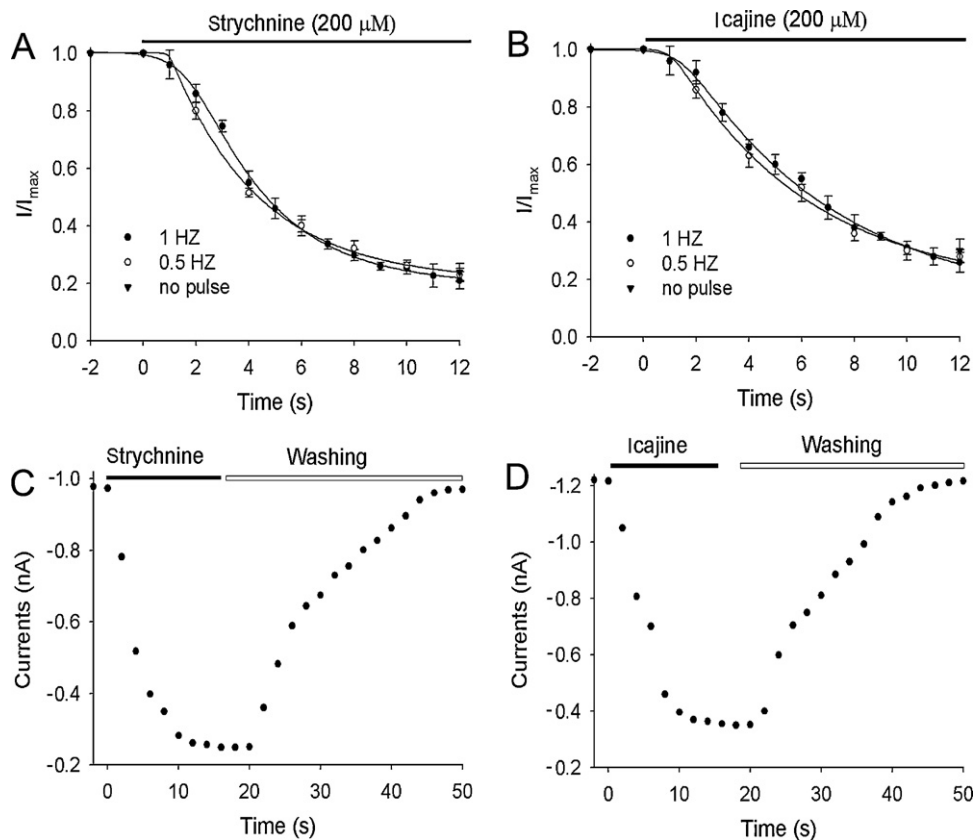 A
Strychnine (200 μM)
1.0
0.8
0.6
0.4
0.2
0.0
I/Imax
1 HZ
0.5 HZ
no pulse
-2 0 2 4 6 8 10 12
Time (s)
B
Icajine (200 μM)
1.0
0.8
0.6
0.4
0.2
0.0
I/Imax
1 HZ
0.5 HZ
no pulse
-2 0 2 4 6 8 10 12
Time (s)
C
Strychnine Washing
-1.0
-0.8
-0.6
-0.4
-0.2
Currents (nA)
0 10 20 30 40 50
Time (s)
D
Icajine Washing
-1.2
-1.0
-0.8
-0.6
-0.4
-0.2
Currents (nA)
0 10 20 30 40 50
Time (s)